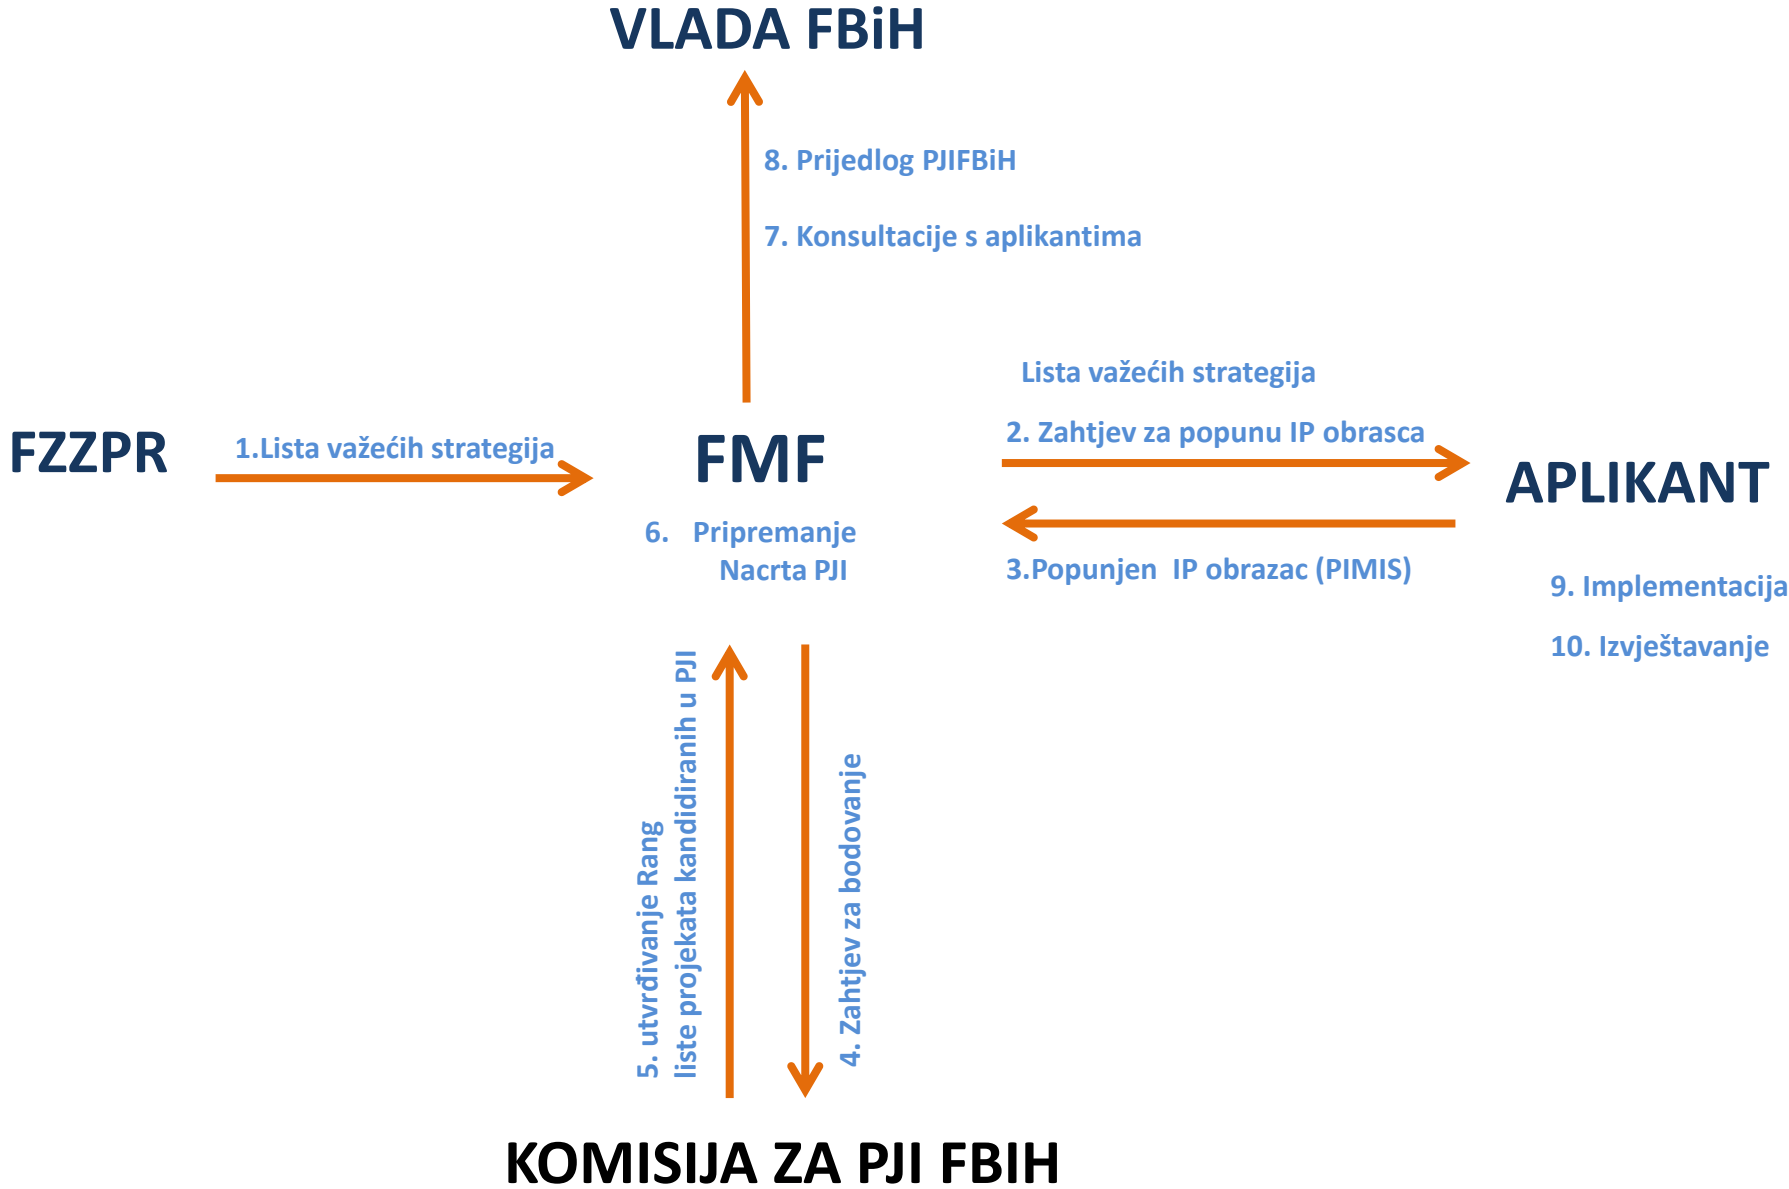 VLADA FBiH
8. Prijedlog PJIFBiH
7. Konsultacije s aplikantima
FZZPR
1.Lista važećih strategija
FMF
6. Pripremanje
Nacrta PJI
Lista važećih strategija
2. Zahtjev za popunu IP obrasca
3.Popunjen IP obrazac (PIMIS)
APLIKANT
9. Implementacija
10. Izvještavanje
5. utvrđivanje Rang
liste projekata kandidiranih u PJI
4. Zahtjev za bodovanje
KOMISIJA ZA PJI FBIH